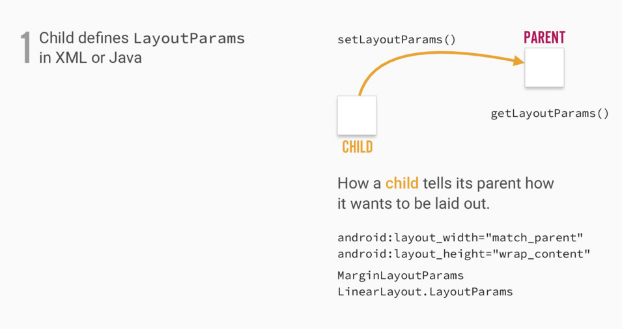 1 Child defines LayoutParams
in XML or Java
setLayoutParams()
PARENT
getLayoutParams()
CHILD
How a child tells its parent how
it wants to be laid out.
android:layout_width="match_parent"
android:layout_height="wrap_content"
MarginLayoutParams
LinearLayout.LayoutParams